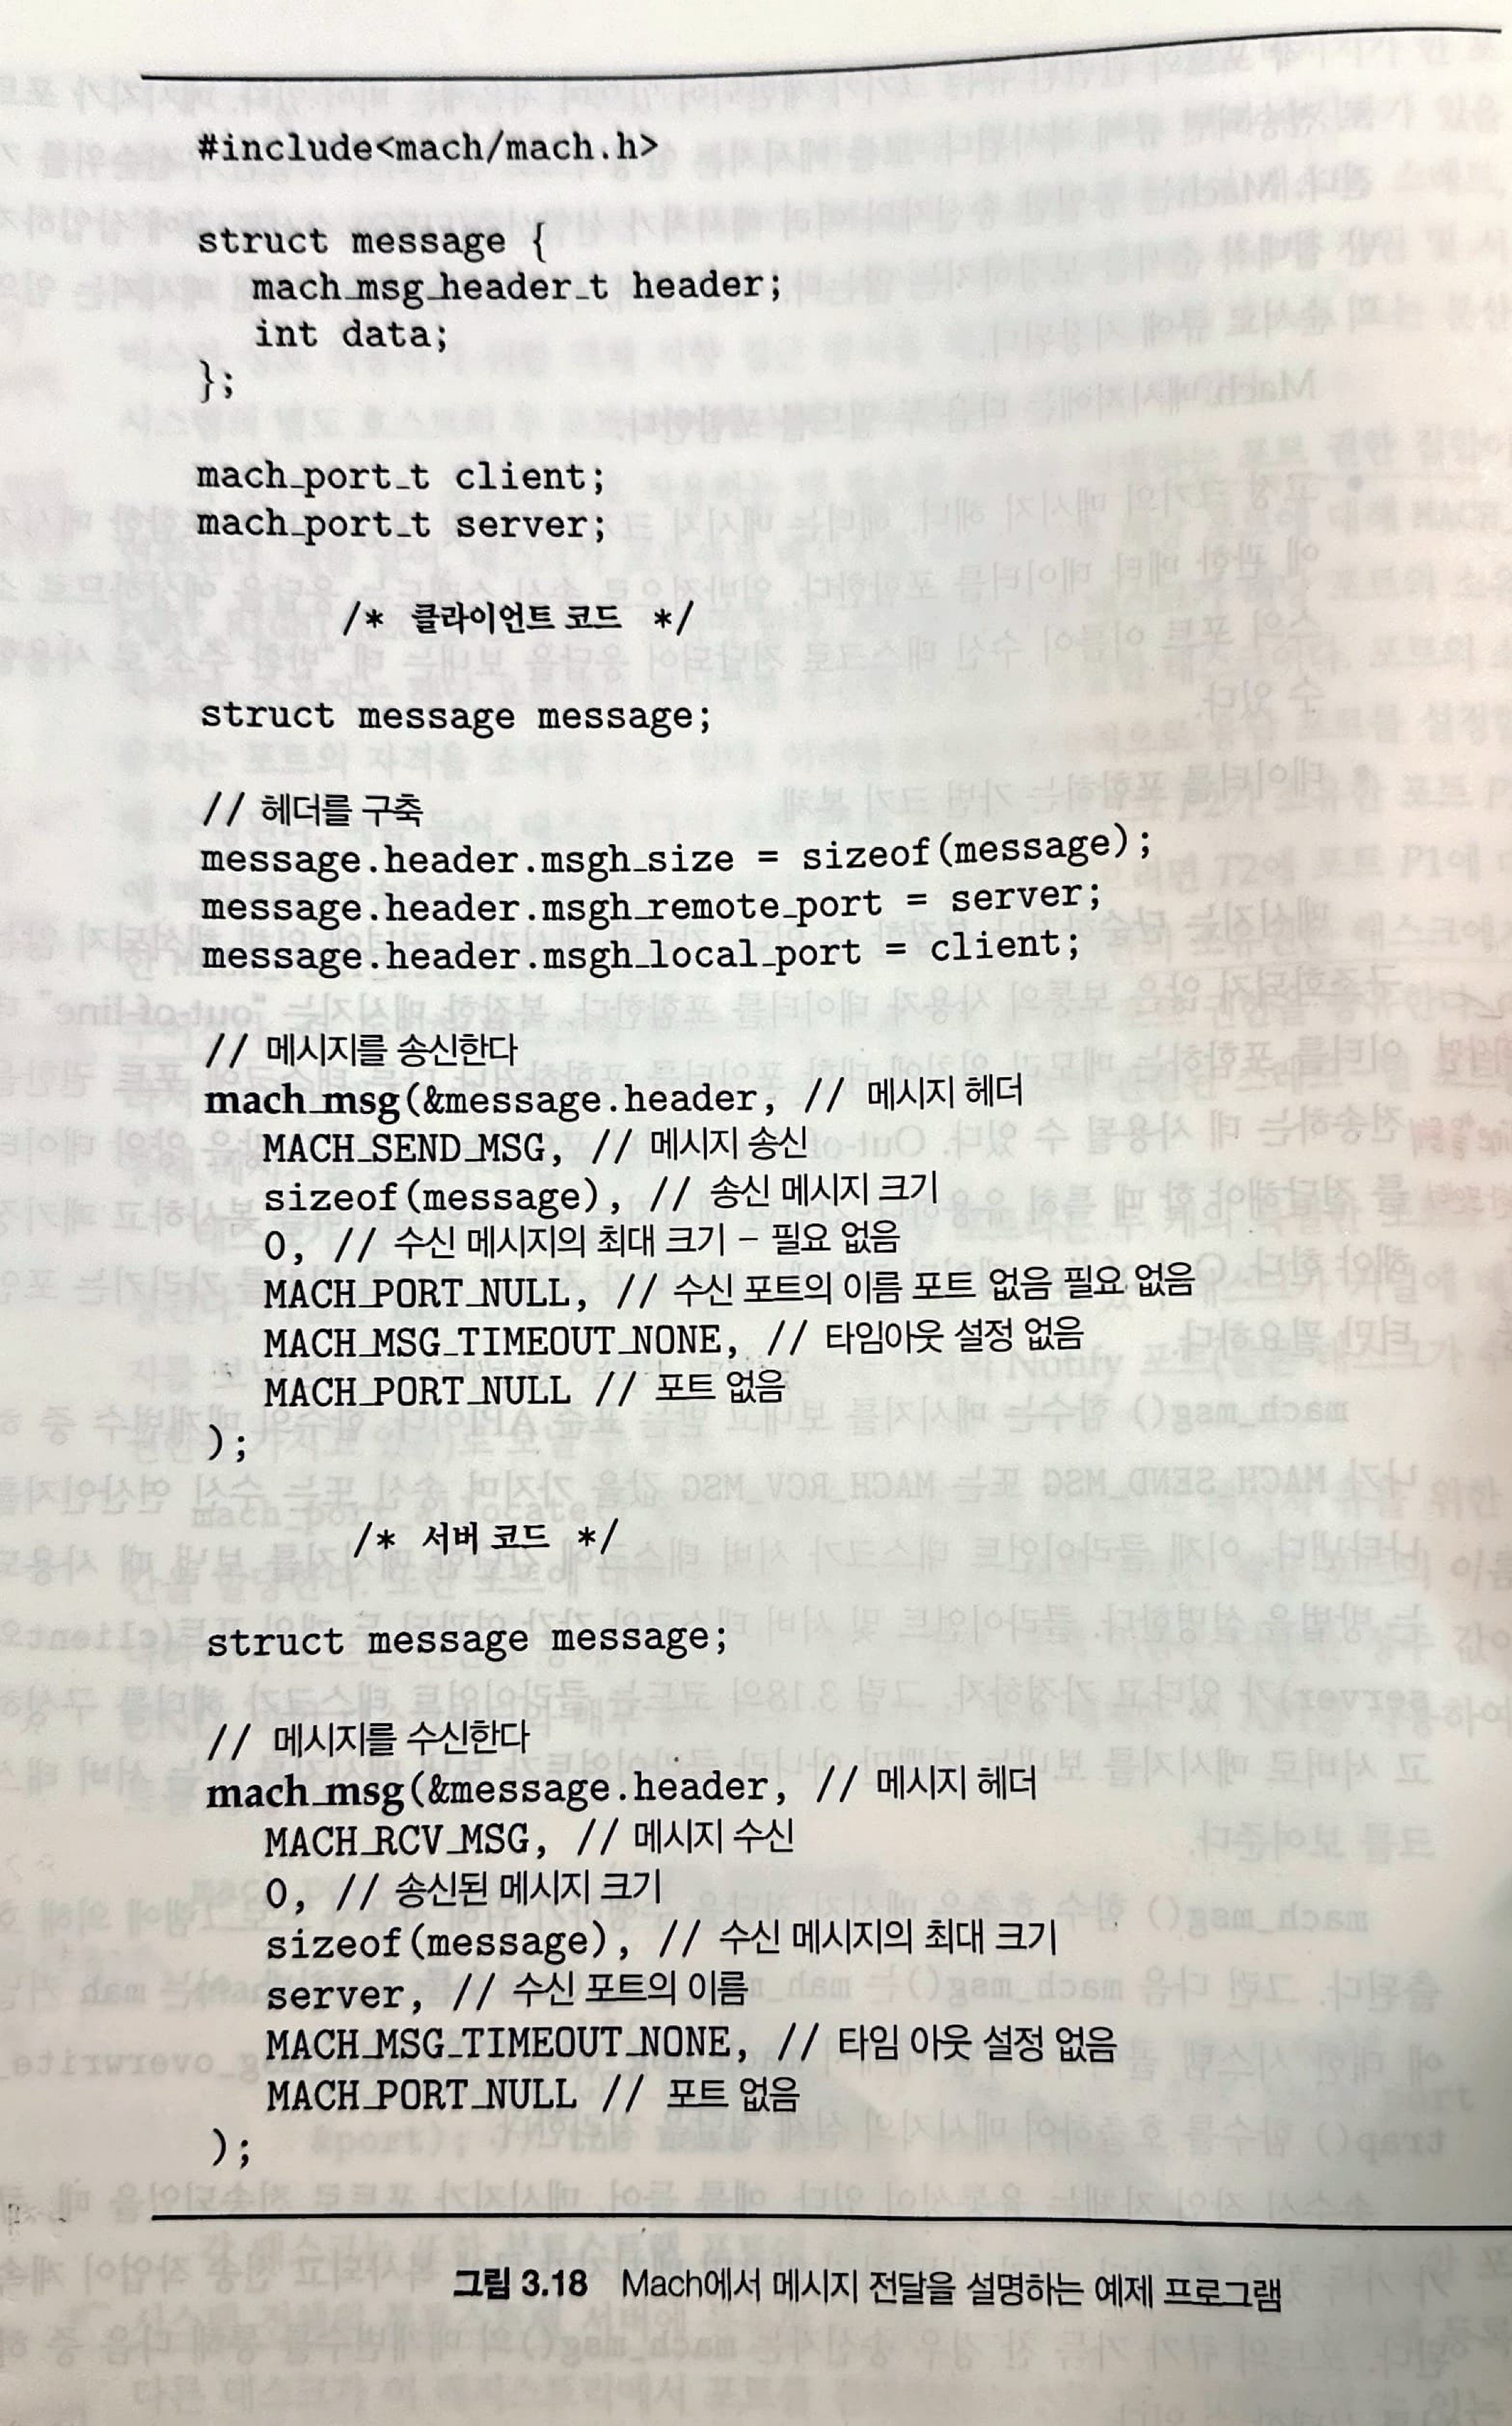 #include<mach/mach.h>
struct message {
mach_msg_header_t header;
int data;
};
mach_port_t client;
mach_port_t server;
/* 클라이언트 코드 */
struct message message;
// 헤더를 구축
message.header.msgh_size = sizeof(message);
message.header.msgh_remote_port = server;
message.header.msgh_local_port = client;
// 메시지를 송신한다
mach_msg(&message.header, // 메시지 헤더
MACH_SEND_MSG, // 메시지 송신
sizeof(message), // 송신 메시지 크기
0, // 수신 메시지의 최대 크기 – 필요 없음
MACH_PORT_NULL, // 수신 포트의 이름 포트 없음 필요 없음
MACH_MSG_TIMEOUT_NONE, // 타임아웃 설정 없음
MACH_PORT_NULL // 포트 없음
);
/* 서버 코드 */
struct message message;
// 메시지를 수신한다
mach_msg(&message.header, // 메시지 헤더
MACH_RCV_MSG, // 메시지 수신
0, // 송신된 메시지 크기
sizeof(message), // 수신 메시지의 최대 크기
server, // 수신 포트의 이름
MACH_MSG_TIMEOUT_NONE, // 타임 아웃 설정 없음
MACH_PORT_NULL // 포트 없음
);
그림 3.18 Mach에서 메시지 전달을 설명하는 예제 프로그램